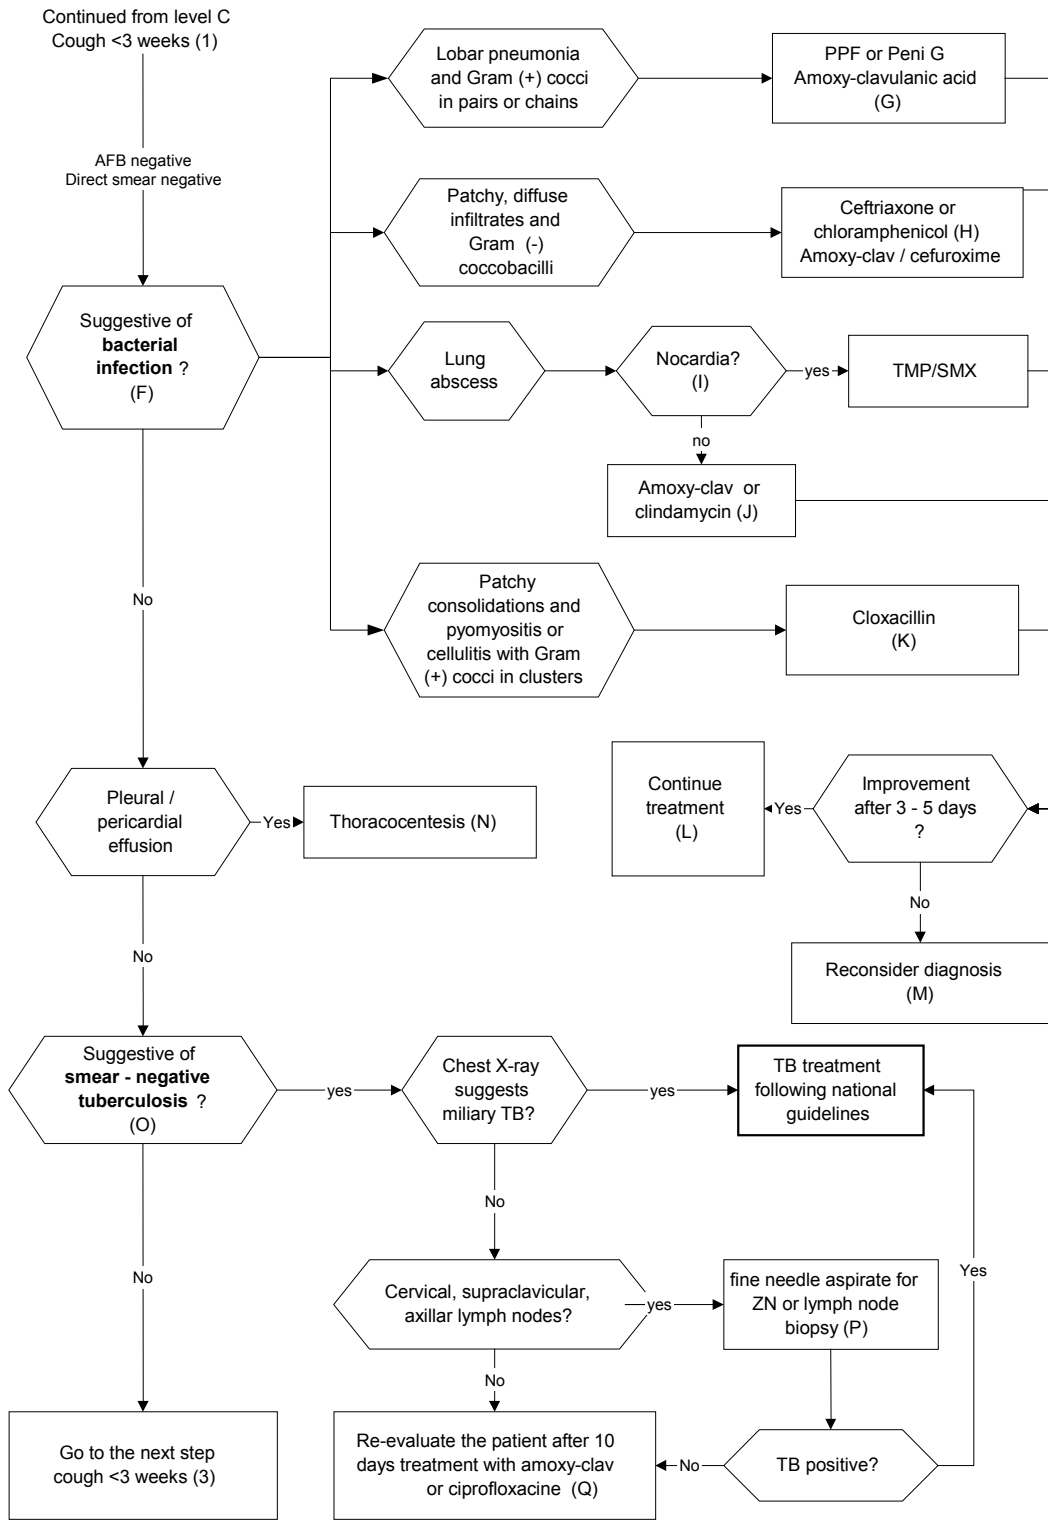 Continued from level C
Cough <3 weeks (1)
AFB negative
Direct smear negative
Suggestive of
bacterial
infection ?
(F)
Lobar pneumonia
and Gram (+) cocci
in pairs or chains
PPF or Peni G
Amoxy-clavulanic acid
(G)
Patchy, diffuse
infiltrates and
Gram (-)
coccobacilli
Ceftriaxone or
chloramphenicol (H)
Amoxy-clav / cefuroxime
Lung
abscess
Nocardia?
(I)
yes
TMP/SMX
no
Amoxy-clav or
clindamycin (J)
Patchy
consolidations and
pyomyositis or
cellulitis with Gram
(+) cocci in clusters
Cloxacillin
(K)
No
Pleural /
pericardial
effusion
Yes
Thoracocentesis (N)
Continue
treatment
(L)
Yes
Improvement
after 3 - 5 days
?
No
Reconsider diagnosis
(M)
No
Suggestive of
smear - negative
tuberculosis ?
(O)
yes
Chest X-ray
suggests
miliary TB?
yes
TB treatment
following national
guidelines
No
Cervical, supraclavicular,
axillar lymph nodes?
yes
fine needle aspirate for
ZN or lymph node
biopsy (P)
Yes
No
No
Go to the next step
cough <3 weeks (3)
Re-evaluate the patient after 10
days treatment with amoxy-clav
or ciprofloxacine (Q)
No
TB positive?